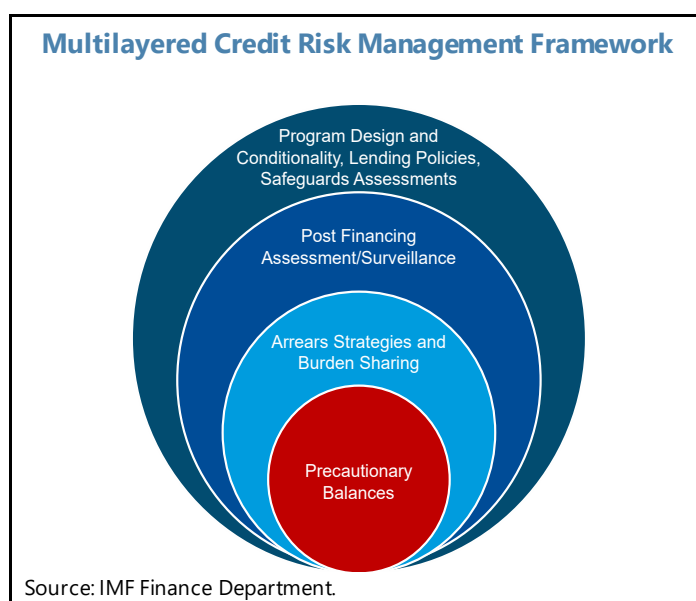 Multilayered Credit Risk Management Framework
Program Design and
Conditionality, Lending Policies,
Safeguards Assessments
Post Financing
Assessment/Surveillance
Arrears Strategies and
Burden Sharing
Precautionary
Balances
Source: IMF Finance Department.